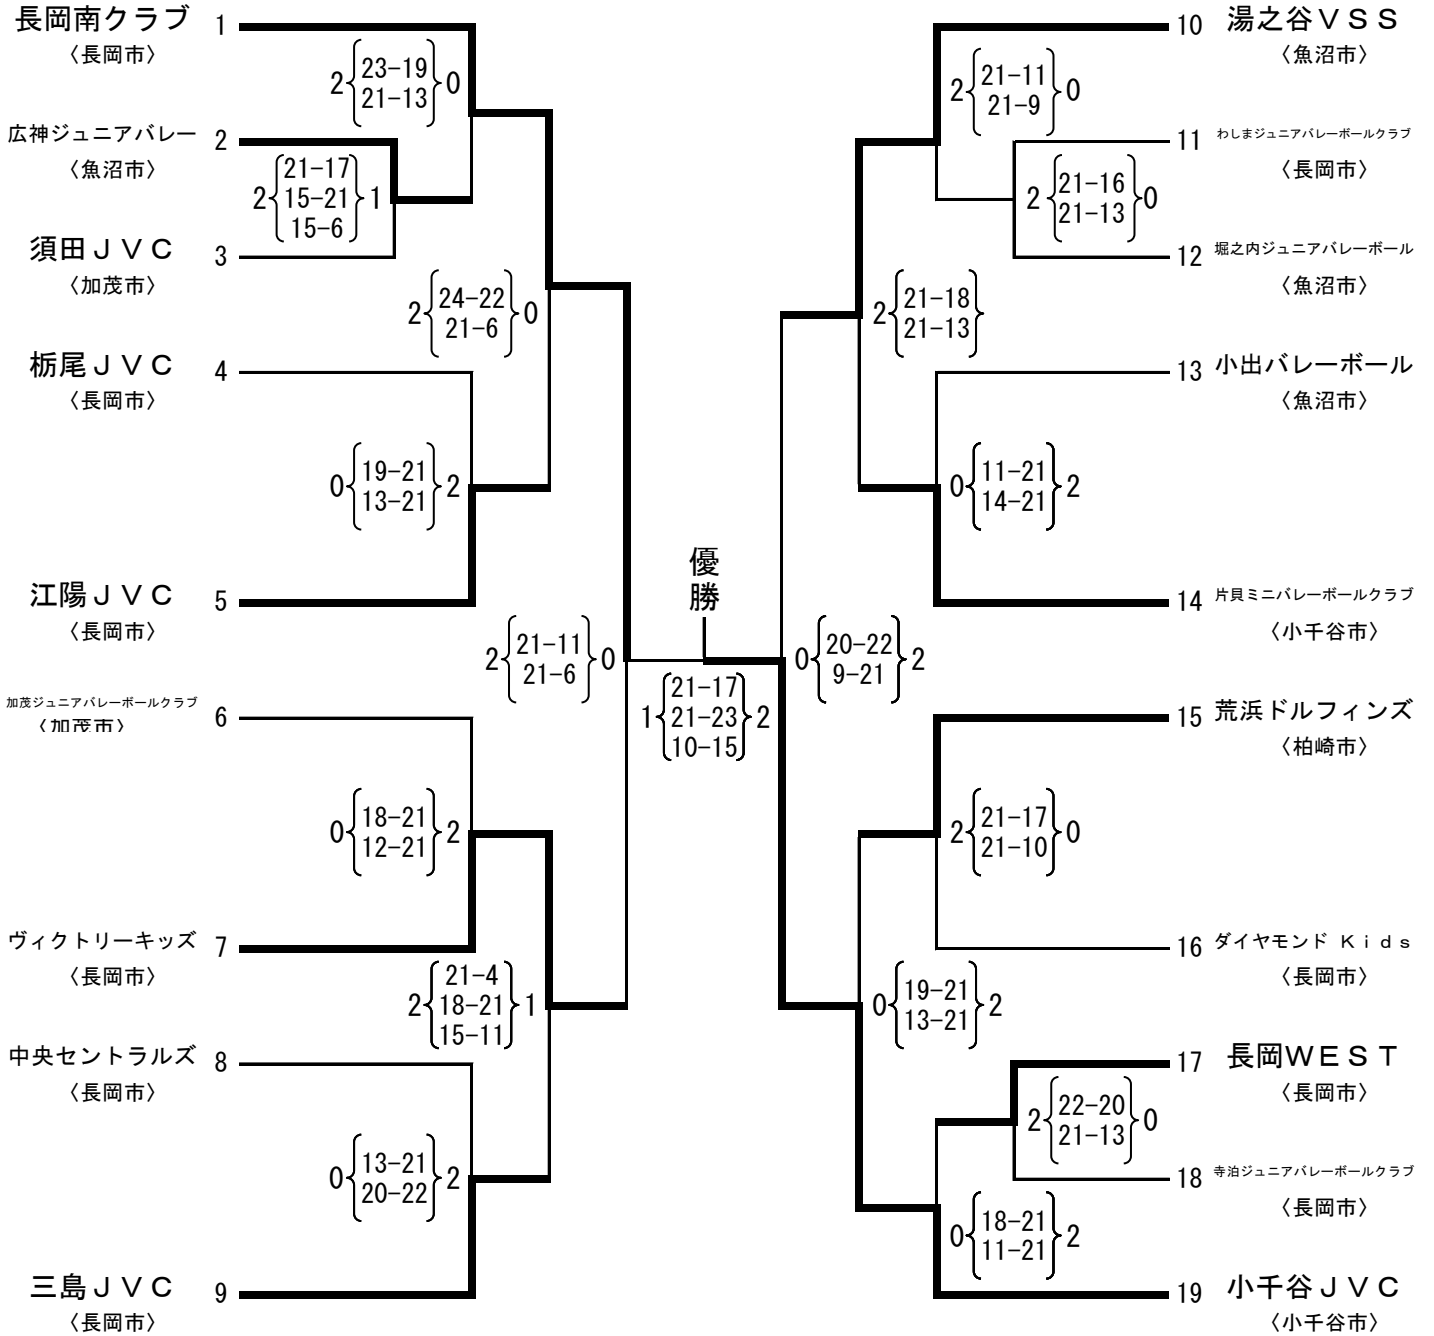 長岡南クラブ 1
〈長岡市〉
2 23-19 0
21-13
広神ジュニアバレー 2
〈魚沼市〉
21-17
2 15-21 1
15-6
須田ＪＶＣ 3
〈加茂市〉
2 24-22 0
21-6
栃尾ＪＶＣ 4
〈長岡市〉
0 19-21 2
13-21
江陽ＪＶＣ 5
〈長岡市〉
2 21-11 0
21-6
加茂ジュニアバレーボールクラブ 6
〈加茂市〉
0 18-21 2
12-21
ヴィクトリーキッズ 7
〈長岡市〉
21-4
2 18-21 1
15-11
中央セントラルズ 8
〈長岡市〉
0 13-21 2
20-22
三島ＪＶＣ 9
〈長岡市〉
優
勝
21-17
1 21-23 2
10-15
10 湯之谷ＶＳＳ
〈魚沼市〉
2 21-11 0
21-9
11 わしまジュニアバレーボールクラブ
〈長岡市〉
2 21-16 0
21-13
12 堀之内ジュニアバレーボール
〈魚沼市〉
2 21-18
21-13
13 小出バレーボール
〈魚沼市〉
0 11-21 2
14-21
14 片貝ミニバレーボールクラブ
〈小千谷市〉
0 20-22 2
9-21
15 荒浜ドルフィンズ
〈柏崎市〉
2 21-17 0
21-10
16 ダイヤモンド Ｋｉｄｓ
〈長岡市〉
0 19-21 2
13-21
17 長岡ＷＥＳＴ
〈長岡市〉
2 22-20 0
21-13
18 寺泊ジュニアバレーボールクラブ
〈長岡市〉
0 18-21 2
11-21
19 小千谷ＪＶＣ
〈小千谷市〉